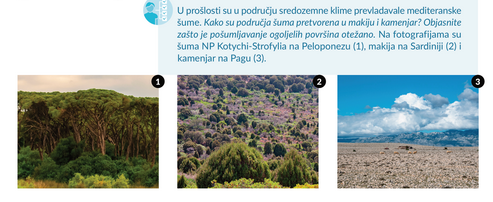 U prošlosti su u području sredozemne klime prevladavale mediteranske
šume. Kako su područja šuma pretvorena u makiju i kamenjar? Objasnite
zašto je pošumljavanje ogoljelih površina otežano. Na fotografijama su
šuma NP Kotychi-Strofylia na Peloponezu (1), makija na Sardiniji (2) i
kamenjar na Pagu (3).
1
2
3